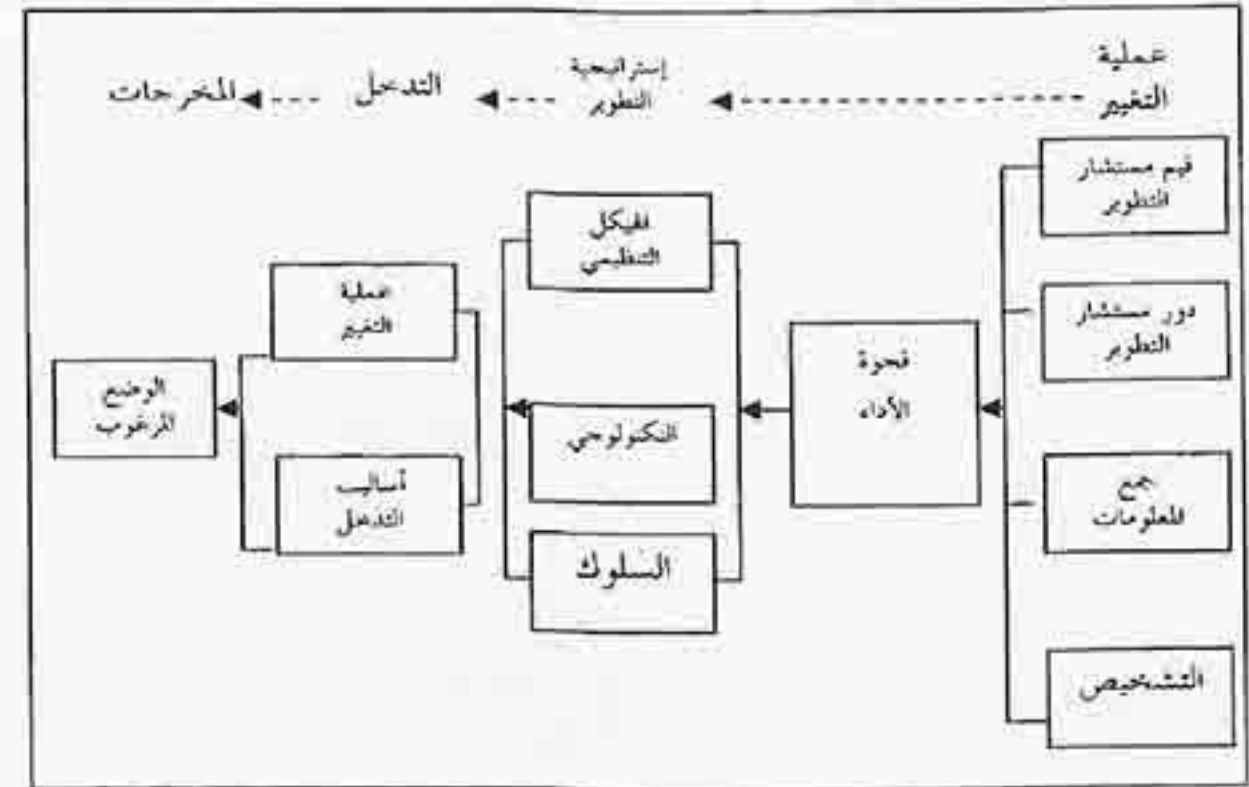 عملية
التغيير
إستراتيجية
التطوير
التدخل
المخرجات
قيم مستشار
التطوير
دور مستشار
التطوير
جمع
المعلومات
التشخيص
فجوة
الأداء
الهيكل
التنظيمي
التكنولوجي
السلوك
عملية
التغيير
أساليب
التدخل
الوضع
المرغوب